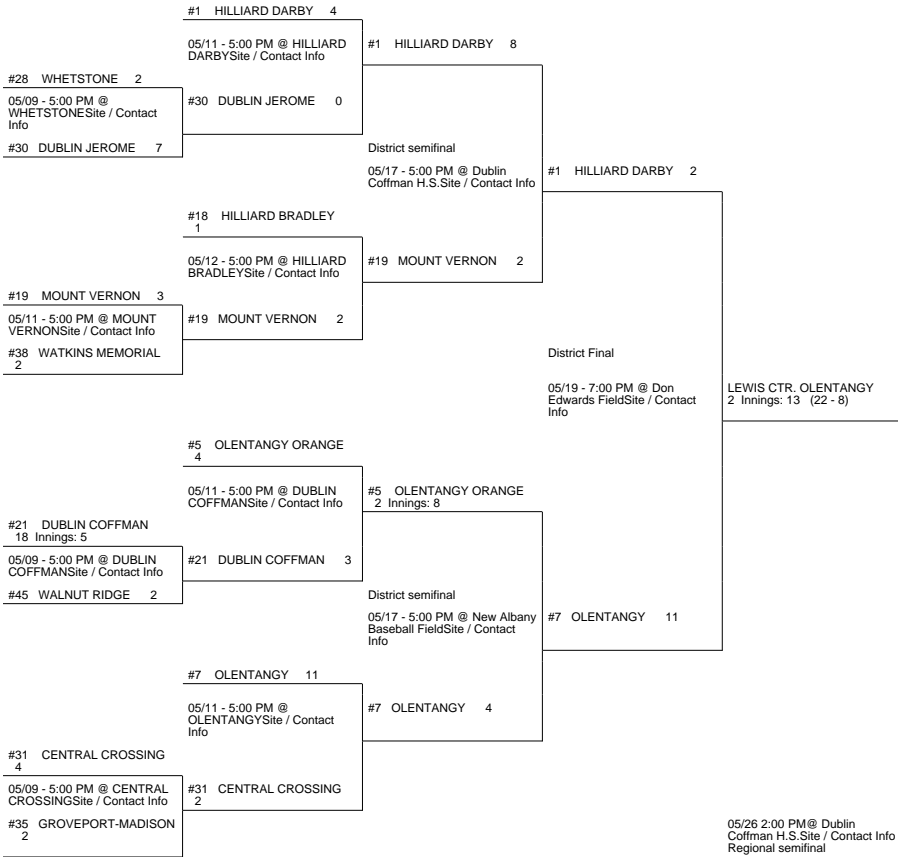 #1 HILLIARD DARBY 4
05/11 - 5:00 PM @ HILLIARD
DARBYSite / Contact Info
#1 HILLIARD DARBY 8
#28 WHETSTONE 2
05/09 - 5:00 PM @
WHETSTONESite / Contact
Info
#30 DUBLIN JEROME 0
#30 DUBLIN JEROME 7
District semifinal
05/17 - 5:00 PM @ Dublin
Coffman H.S.Site / Contact Info
#1 HILLIARD DARBY 2
#18 HILLIARD BRADLEY
1
05/12 - 5:00 PM @ HILLIARD
BRADLEYSite / Contact Info
#19 MOUNT VERNON 2
#19 MOUNT VERNON 3
05/11 - 5:00 PM @ MOUNT
VERNONSite / Contact Info
#19 MOUNT VERNON 2
#38 WATKINS MEMORIAL
2
District Final
05/19 - 7:00 PM @ Don
Edwards FieldSite / Contact
Info
LEWIS CTR. OLENTANGY
2 Innings: 13 (22 - 8)
#5 OLENTANGY ORANGE
4
05/11 - 5:00 PM @ DUBLIN
COFFMANSite / Contact Info
#5 OLENTANGY ORANGE
2 Innings: 8
#21 DUBLIN COFFMAN
18 Innings: 5
05/09 - 5:00 PM @ DUBLIN
COFFMANSite / Contact Info
#21 DUBLIN COFFMAN 3
#45 WALNUT RIDGE 2
District semifinal
05/17 - 5:00 PM @ New Albany
Baseball FieldSite / Contact
Info
#7 OLENTANGY 11
#7 OLENTANGY 11
05/11 - 5:00 PM @
OLENTANGYSite / Contact
Info
#7 OLENTANGY 4
#31 CENTRAL CROSSING
4
05/09 - 5:00 PM @ CENTRAL
CROSSINGSite / Contact Info
#31 CENTRAL CROSSING
2
#35 GROVEPORT-MADISON
2
05/26 2:00 PM@ Dublin
Coffman H.S.Site / Contact Info
Regional semifinal